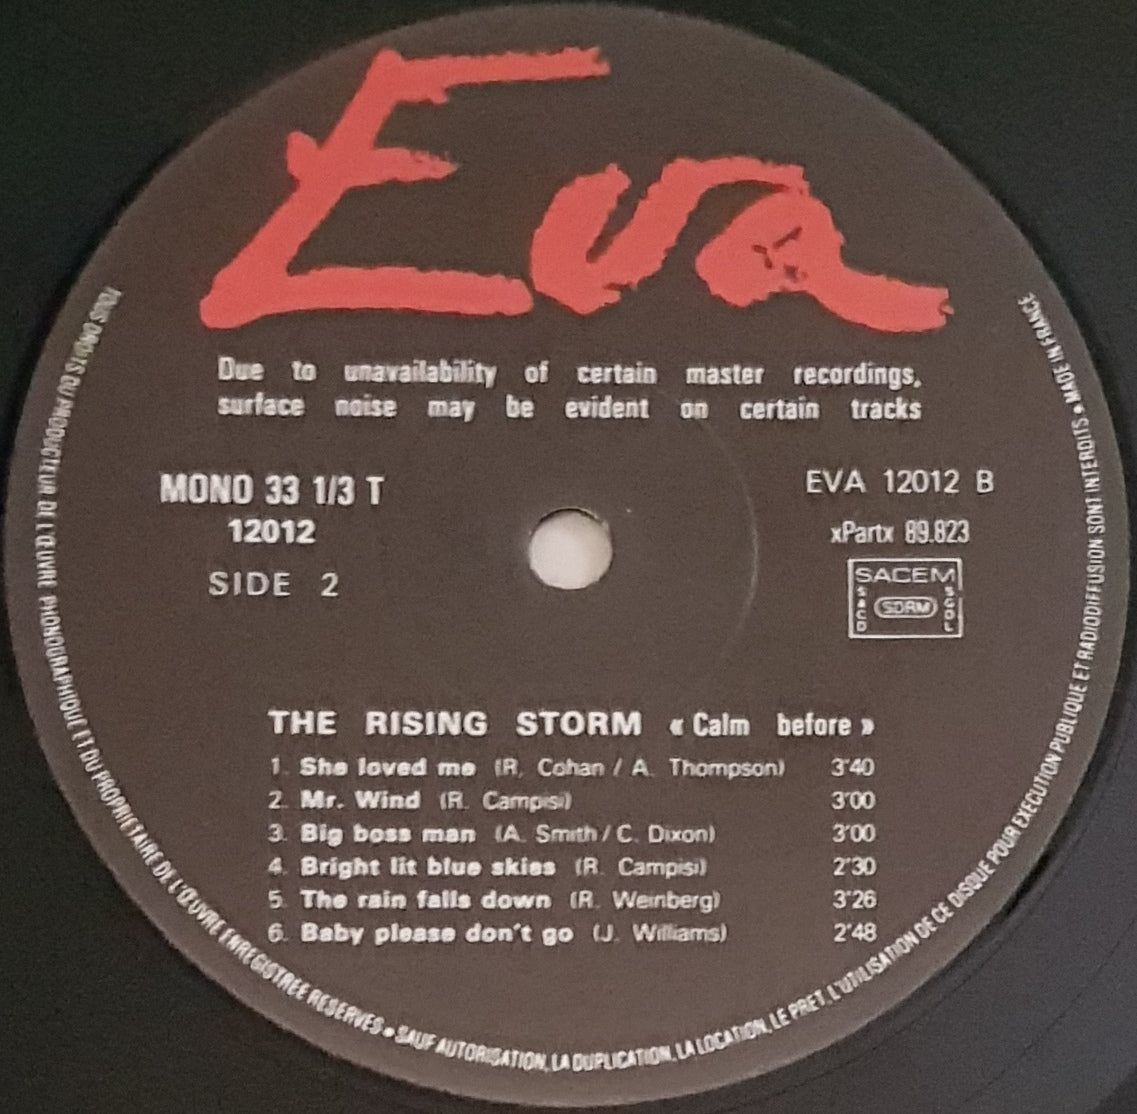 Eva
Due to unavailability of certain master recordings,
surface noise may be evident on certain tracks
MONO 33 1/3 T
12012
SIDE 2
EVA 12012 B
xPartx 89.823
SACEM
SACD
SDRM
SGDL
THE RISING STORM « Calm before »
1. She loved me (R. Cohan / A. Thompson) 3'40
2. Mr. Wind (R. Campisi) 3'00
3. Big boss man (A. Smith / C. Dixon) 3'00
4. Bright lit blue skies (R. Campisi) 2'30
5. The rain falls down (R. Weinberg) 3'26
6. Baby please don't go (J. Williams) 2'48
TOUS DROITS DU PRODUCTEUR DE L'ŒUVRE PHONOGRAPHIQUE ET DU PROPRIETAIRE DE L'ŒUVRE ENREGISTREE RESERVES • SAUF AUTORISATION, LA DUPLICATION, LA LOCATION, LE PRET, L'UTILISATION DE CE DISQUE POUR EXECUTION PUBLIQUE ET RADIODIFFUSION SONT INTERDITS • MADE IN FRANCE